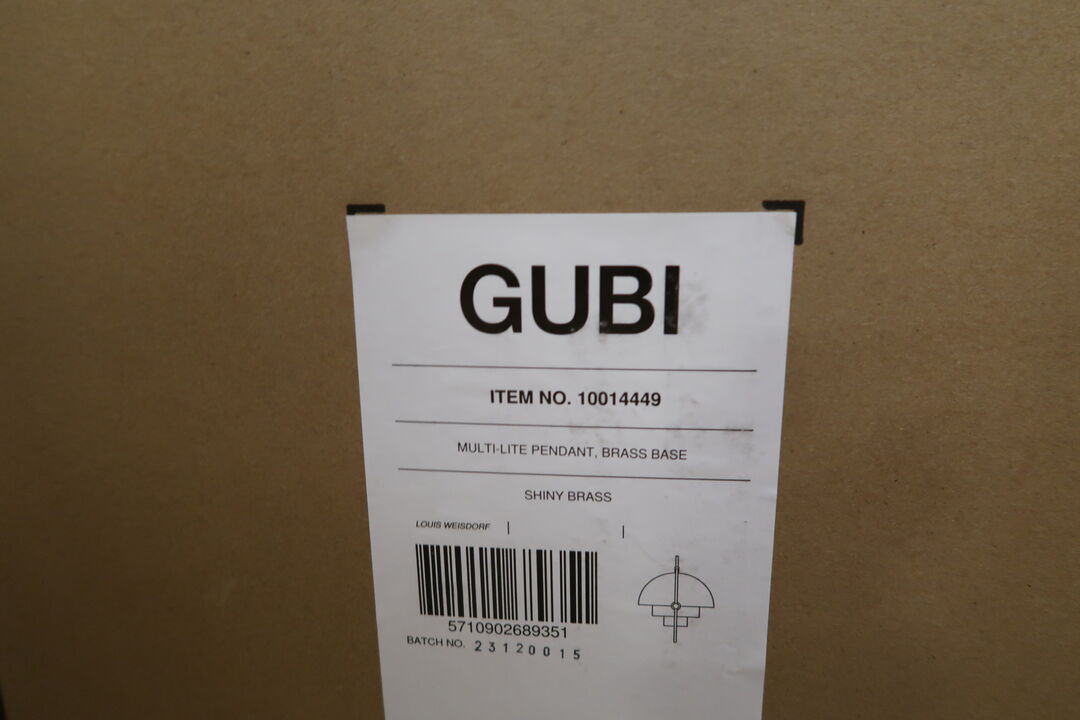 GUBI
ITEM NO. 10014449
MULTI-LITE PENDANT, BRASS BASE
SHINY BRASS
LOUIS WEISDORF
5710902689351
BATCH NO. 23120015